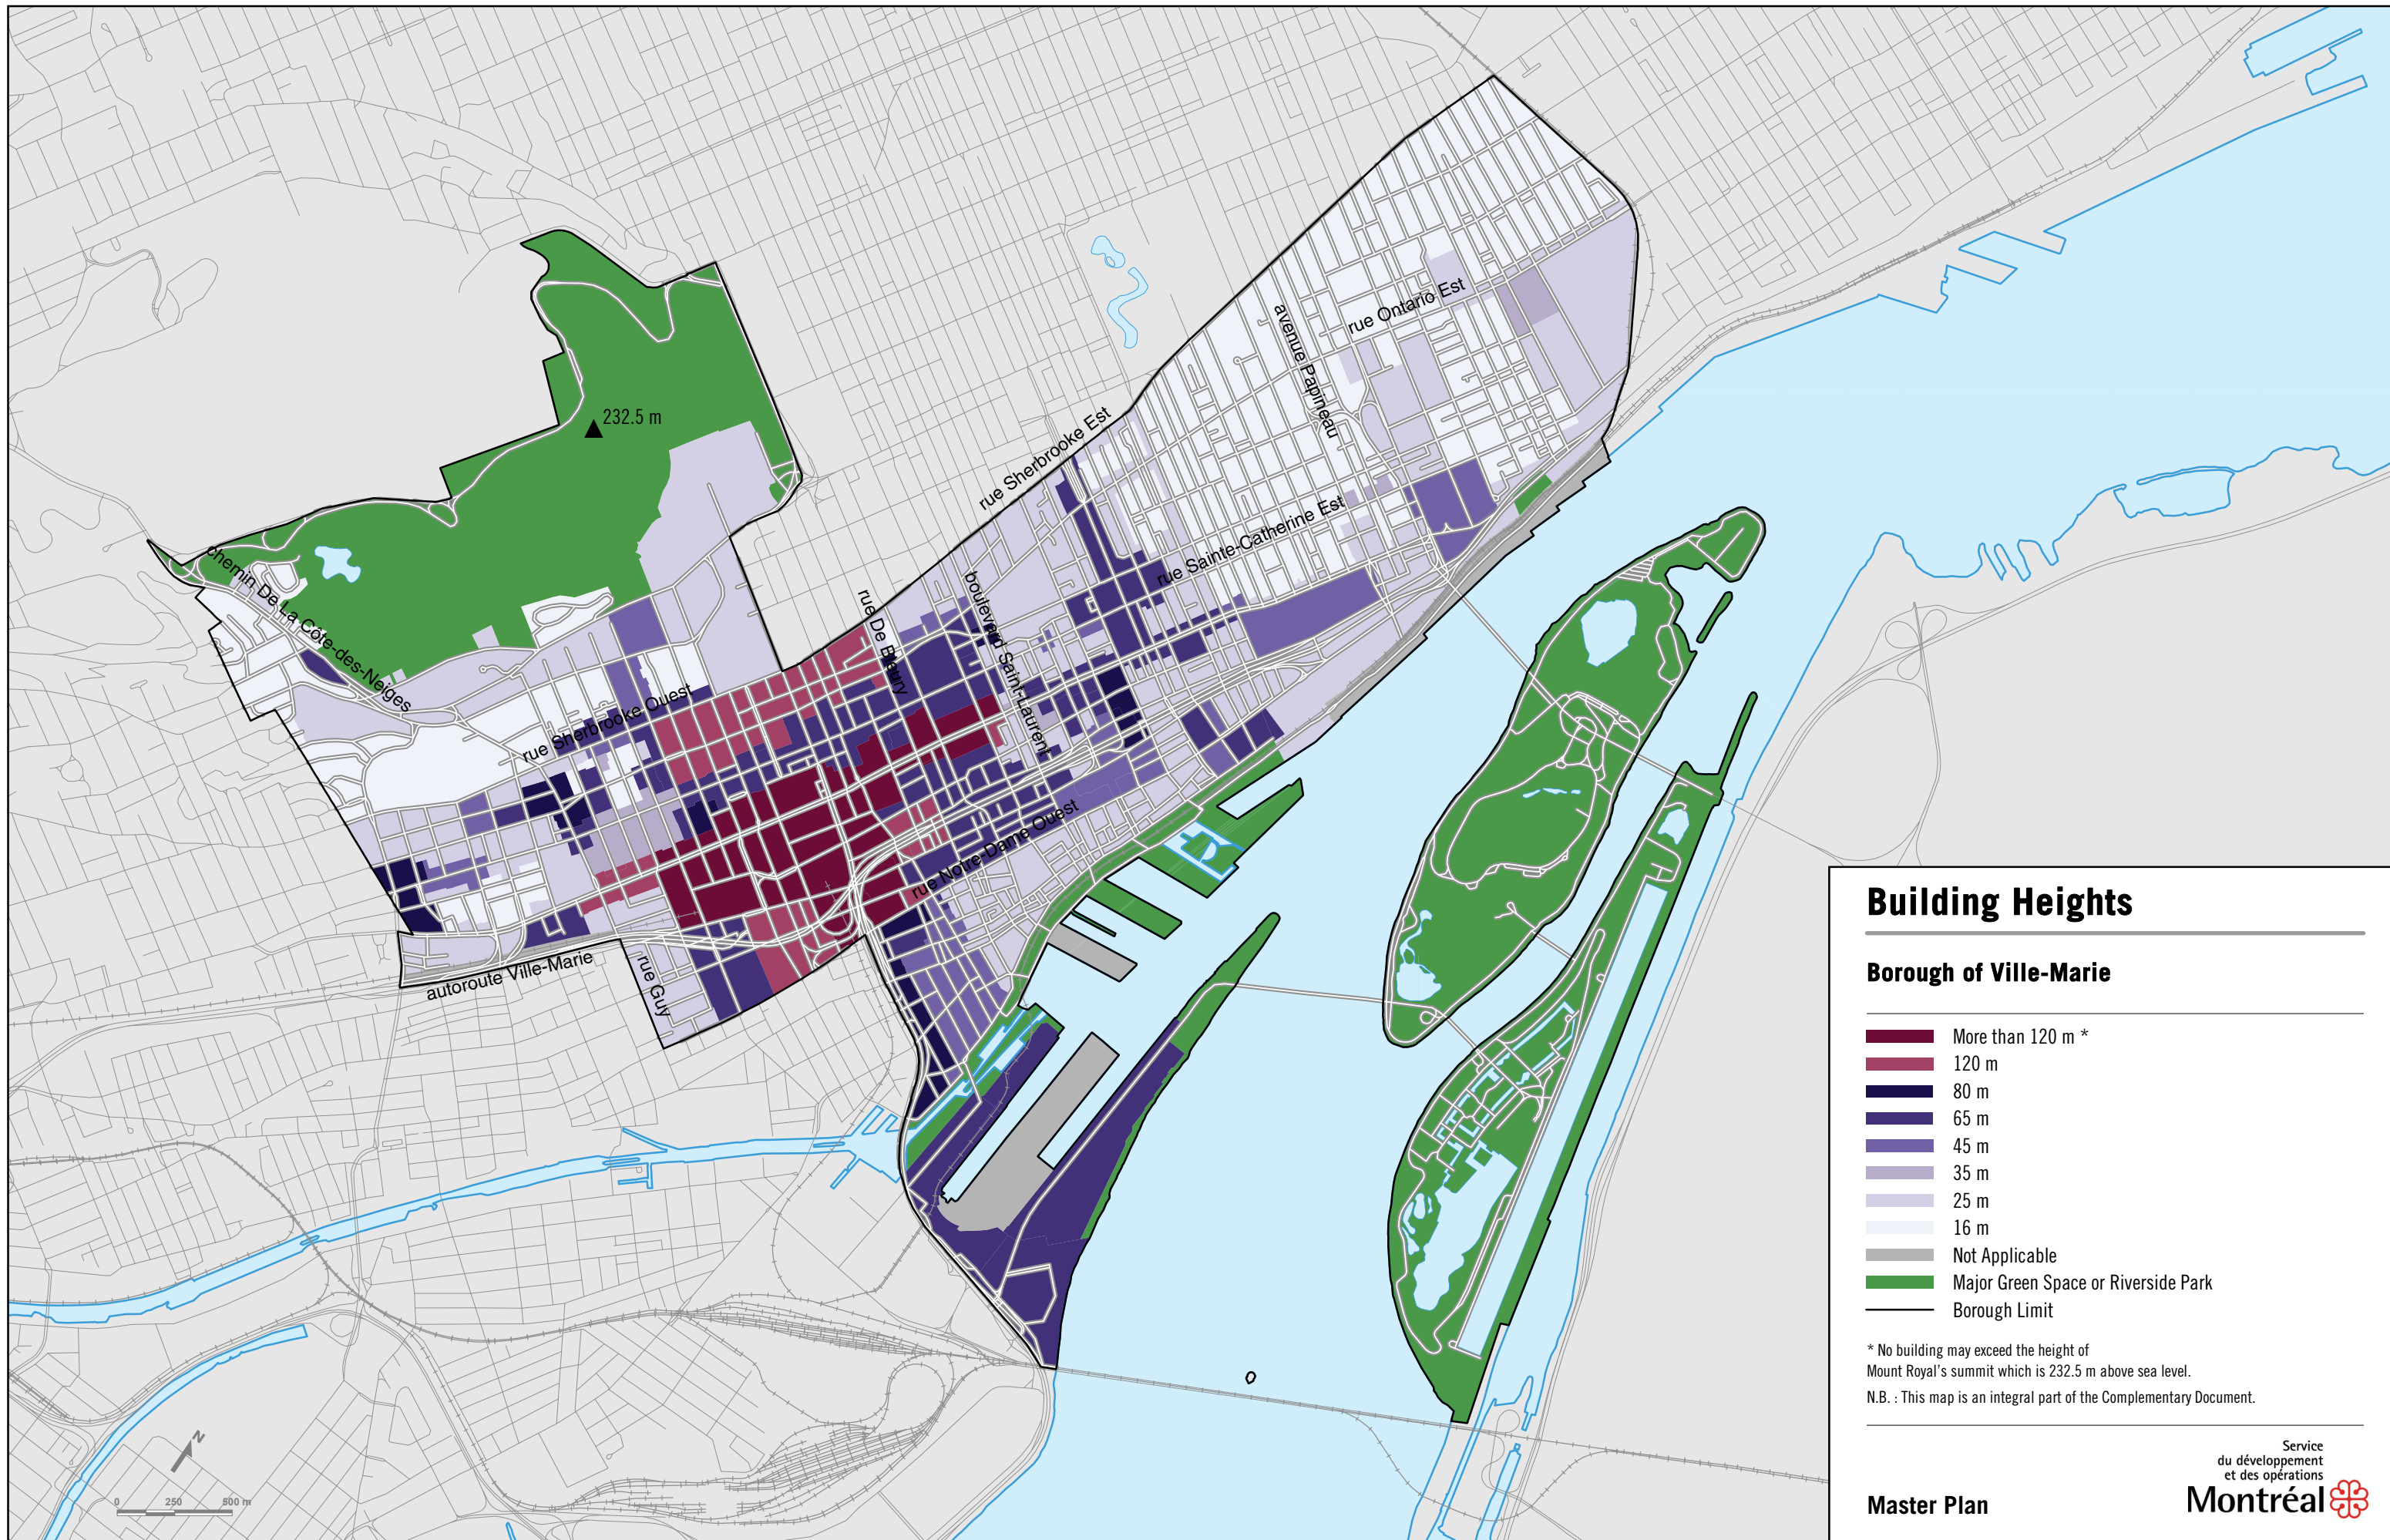 232.5 m
chemin De La Côte-des-Neiges
rue Sherbrooke Ouest
rue Sherbrooke Est
rue De Bleury
boulevard Saint-Laurent
avenue Papineau
rue Ontario Est
rue Sainte-Catherine Est
rue Notre-Dame Ouest
autoroute Ville-Marie
rue Guy
N
0 250 500 m
Building Heights
Borough of Ville-Marie
More than 120 m *
120 m
80 m
65 m
45 m
35 m
25 m
16 m
Not Applicable
Major Green Space or Riverside Park
Borough Limit
* No building may exceed the height of
Mount Royal's summit which is 232.5 m above sea level.
N.B. : This map is an integral part of the Complementary Document.
Service
du développement
et des opérations
Montréal
Master Plan